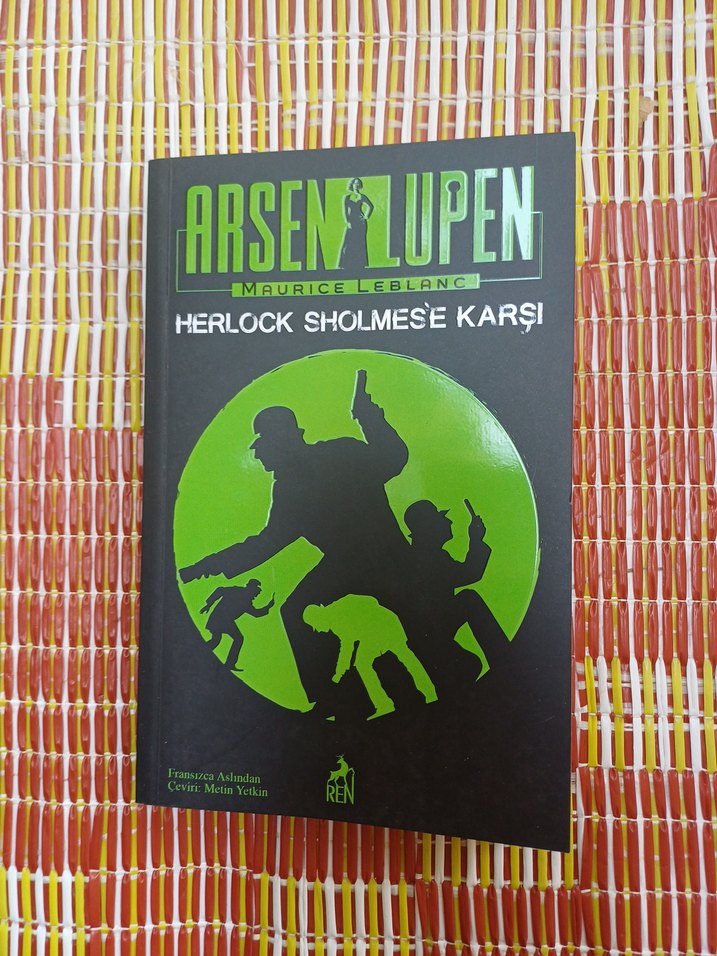 ARSEN LUPEN
MAURICE LEBLANC
HERLOCK SHOLMES'E KARŞI
Fransızca Aslından
Çeviri: Metin Yetkin
REN